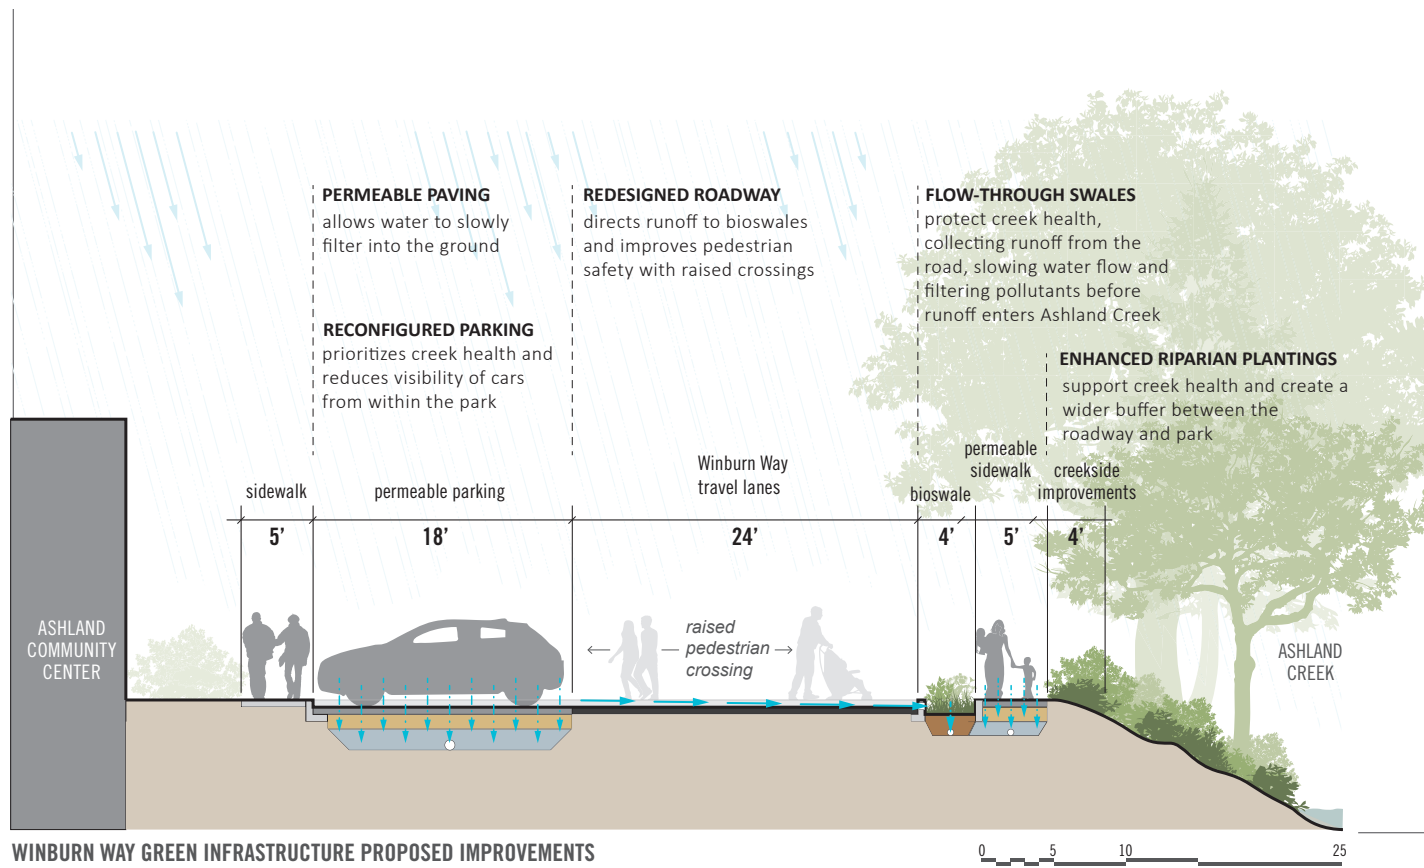 PERMEABLE PAVING
allows water to slowly
filter into the ground
RECONFIGURED PARKING
prioritizes creek health and
reduces visibility of cars
from within the park
REDESIGNED ROADWAY
directs runoff to bioswales
and improves pedestrian
safety with raised crossings
FLOW-THROUGH SWALES
protect creek health,
collecting runoff from the
road, slowing water flow and
filtering pollutants before
runoff enters Ashland Creek
ENHANCED RIPARIAN PLANTINGS
support creek health and create a
wider buffer between the
roadway and park
sidewalk
permeable parking
Winburn Way
travel lanes
bioswale
permeable
sidewalk
creekside
improvements
5’
18’
24’
4’
5’
4’
ASHLAND
COMMUNITY
CENTER
raised
pedestrian
crossing
ASHLAND
CREEK
WINBURN WAY GREEN INFRASTRUCTURE PROPOSED IMPROVEMENTS
0 5 10 25